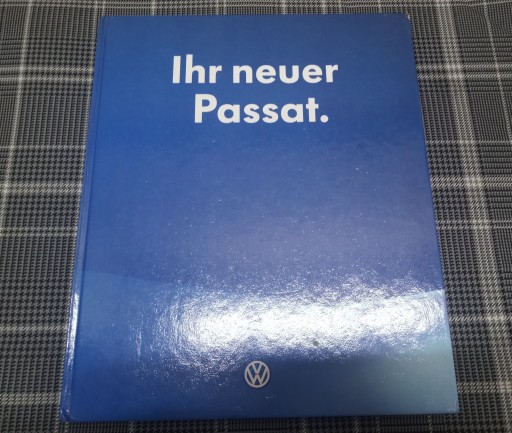 Ihr neuer
Passat.